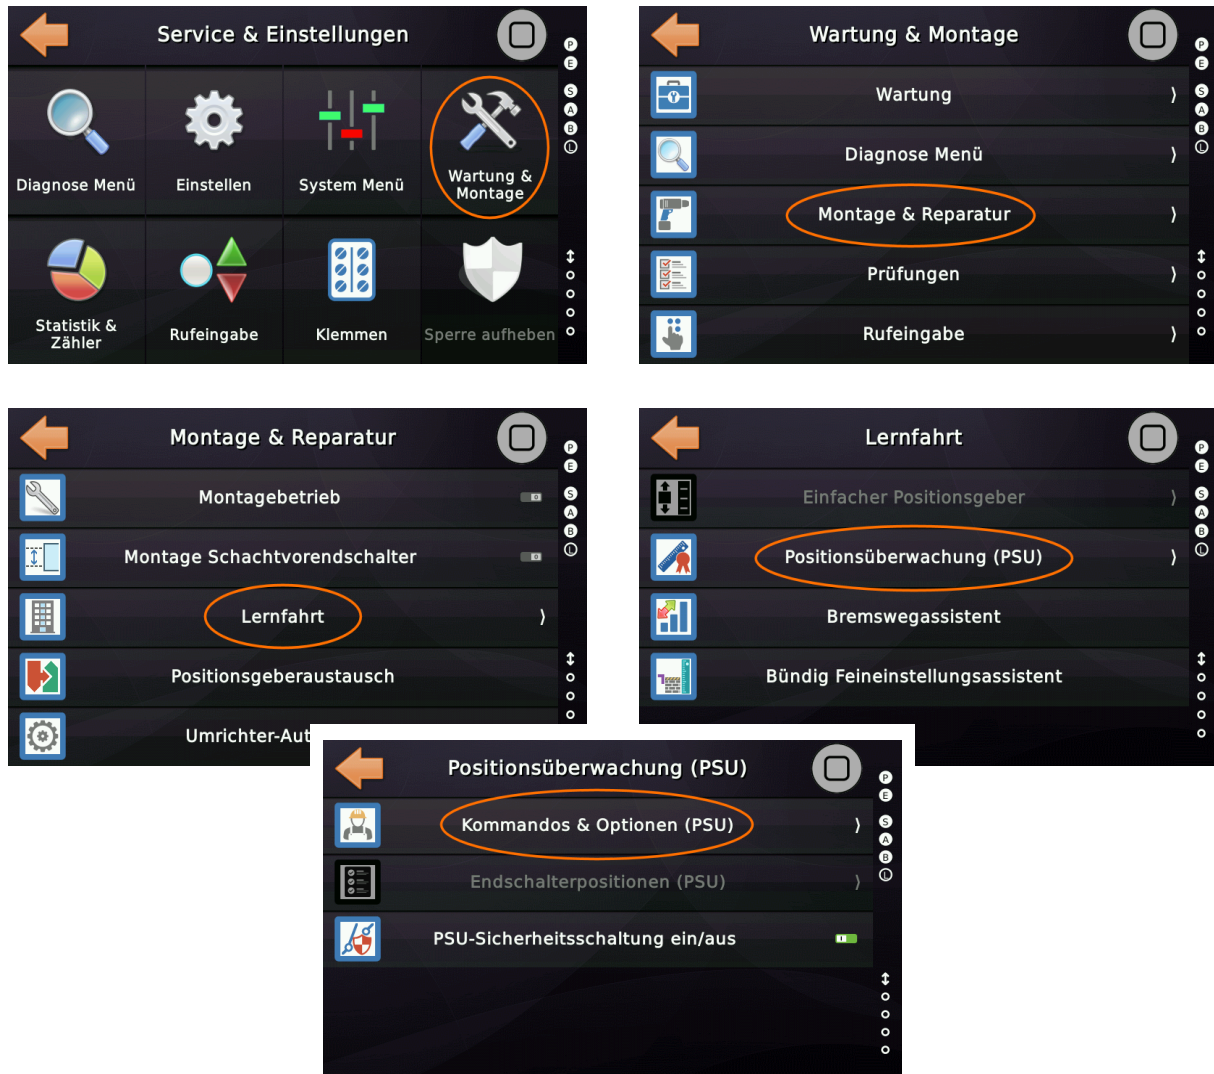 Service & Einstellungen
P
E
S
A
B
L
Diagnose Menü
Einstellen
System Menü
Wartung &
Montage
Statistik &
Zähler
Rufeingabe
Klemmen
Sperre aufheben
Wartung & Montage
P
E
S
A
B
L
Wartung
Diagnose Menü
Montage & Reparatur
Prüfungen
Rufeingabe
Montage & Reparatur
P
E
S
A
B
L
Montagebetrieb
Montage Schachtvorendschalter
Lernfahrt
Positionsgeberaustausch
Umrichter-Aut
Lernfahrt
P
E
S
A
B
L
Einfacher Positionsgeber
Positionsüberwachung (PSU)
Bremswegassistent
Bündig Feineinstellungsassistent
Positionsüberwachung (PSU)
P
E
S
A
B
L
Kommandos & Optionen (PSU)
Endschalterpositionen (PSU)
PSU-Sicherheitsschaltung ein/aus